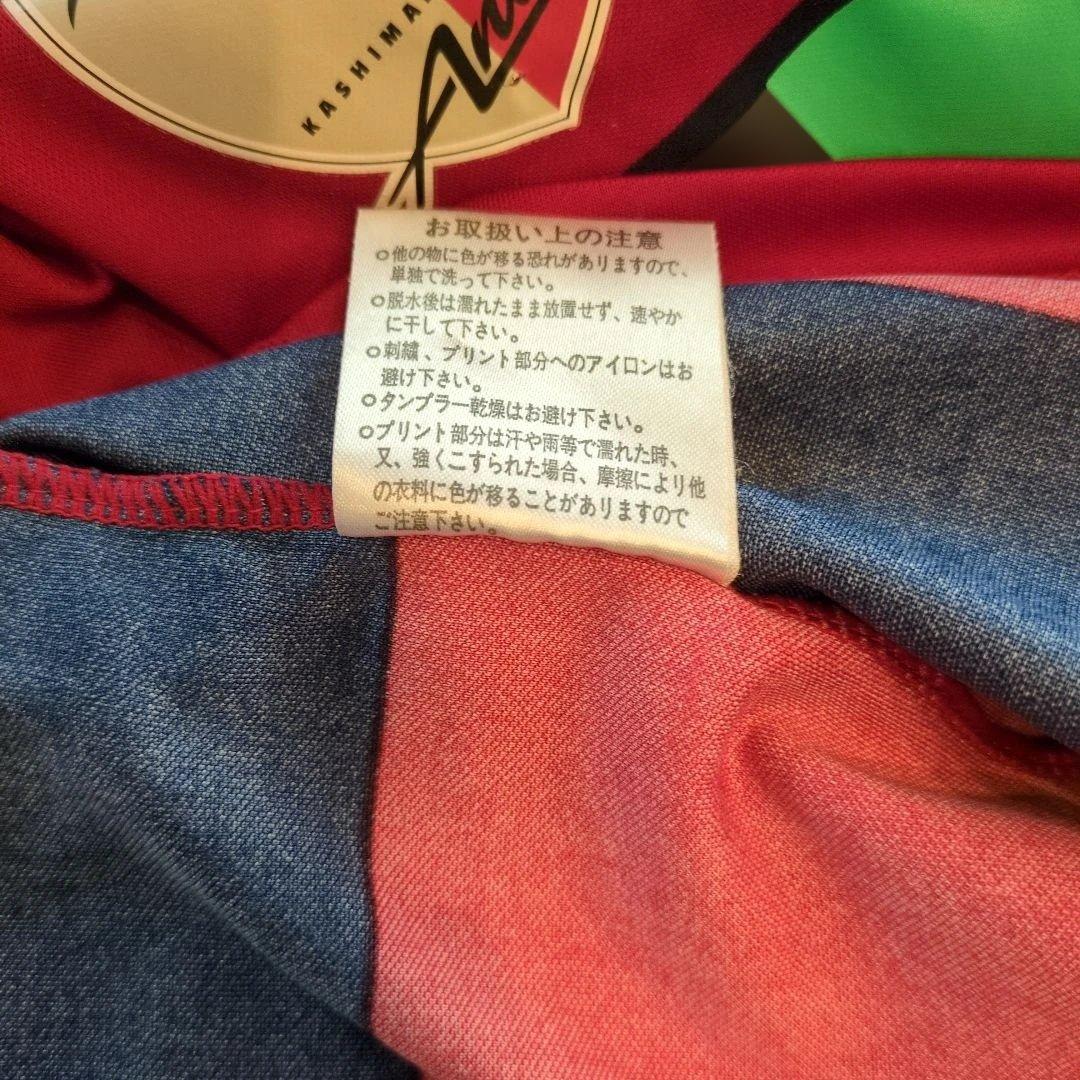 KASHIMA
お取扱い上の注意
○他の物に色が移る恐れがありますので、
単独で洗って下さい。
○脱水後は濡れたまま放置せず、速やか
に干して下さい。
○刺繍、プリント部分へのアイロンはお
避け下さい。
○タンプラー乾燥はお避け下さい。
○プリント部分は汗や雨等で濡れた時、
又、強くこすられた場合、摩擦により他
の衣料に色が移ることがありますので
ご注意下さい。